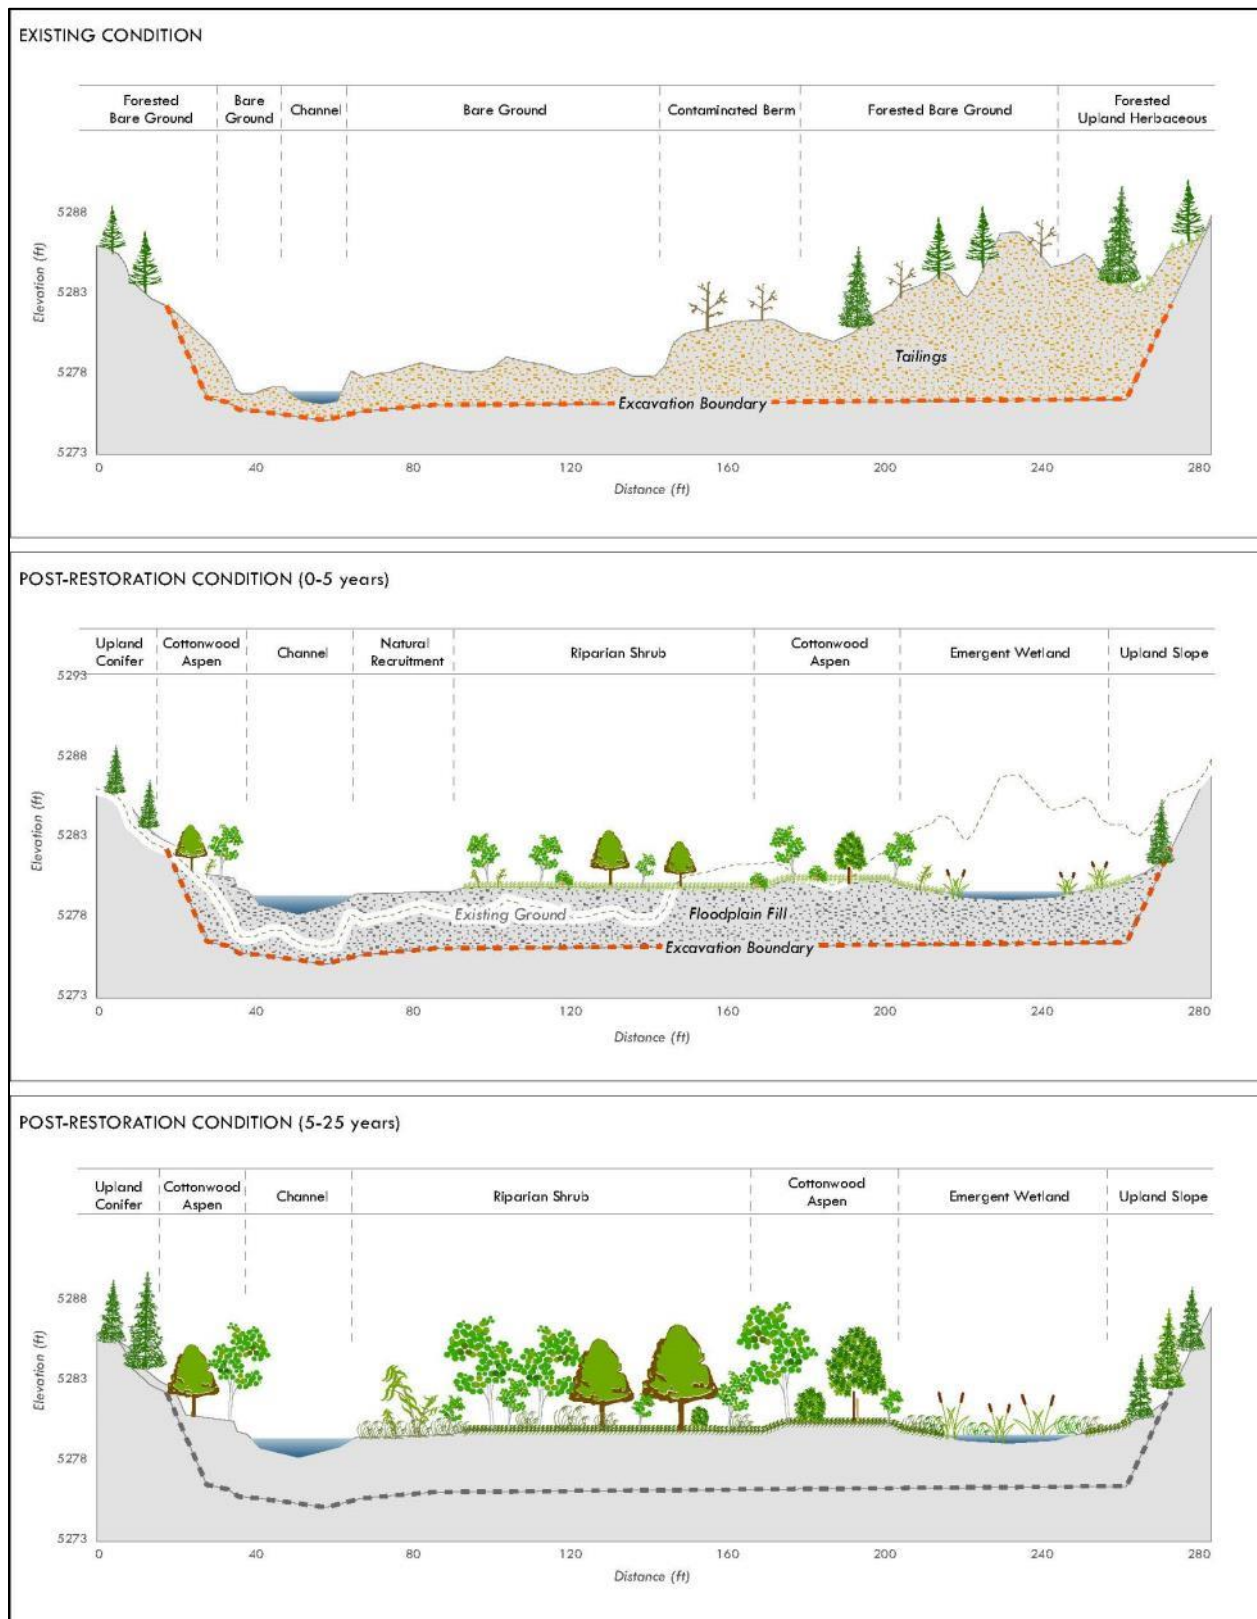 EXISTING CONDITION
Forested
Bare Ground
Bare
Ground
Channel
Bare Ground
Contaminated Berm
Forested Bare Ground
Forested
Upland Herbaceous
Elevation (ft)
5288
5283
5278
5273
Tailings
Excavation Boundary
0
40
80
120
160
200
240
280
Distance (ft)
POST-RESTORATION CONDITION (0-5 years)
Upland
Conifer
Cottonwood
Aspen
Channel
Natural
Recruitment
Riparian Shrub
Cottonwood
Aspen
Emergent Wetland
Upland Slope
Elevation (ft)
5293
5288
5283
5278
5273
Existing Ground
Floodplain Fill
Excavation Boundary
0
40
80
120
160
200
240
280
Distance (ft)
POST-RESTORATION CONDITION (5-25 years)
Upland
Conifer
Cottonwood
Aspen
Channel
Riparian Shrub
Cottonwood
Aspen
Emergent Wetland
Upland Slope
Elevation (ft)
5288
5283
5278
5273
0
40
80
120
160
200
240
280
Distance (ft)